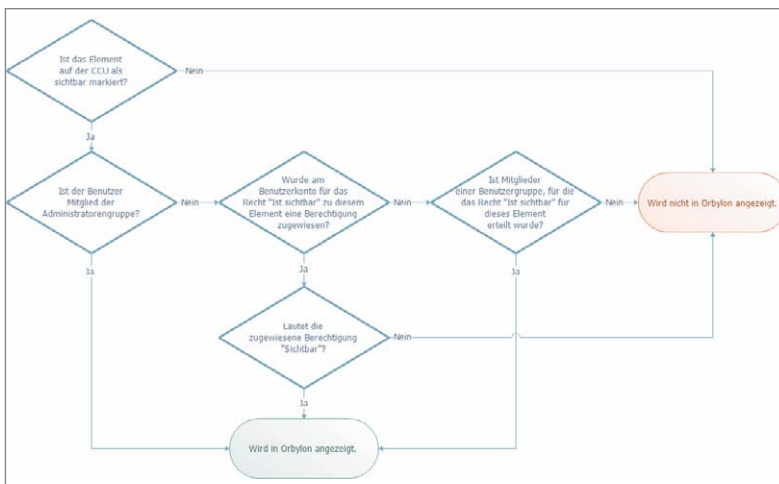 Ist das Element
auf der CCU als
sichtbar markiert?
Nein
Ja
Ist der Benutzer
Mitglied der
Administratorengruppe?
Nein
Wurde am
Benutzerkonto für das
Recht "Ist sichtbar" zu diesem
Element eine Berechtigung
zugewiesen?
Nein
Ist Mitglieder
einer Benutzergruppe, für die
das Recht "Ist sichtbar" für
dieses Element
erteilt wurde?
Nein
Wird nicht in Orbylon angezeigt.
Ja
Ja
Ja
Lautet die
zugewiesene Berechtigung
"Sichtbar"?
Nein
Ja
Wird in Orbylon angezeigt.